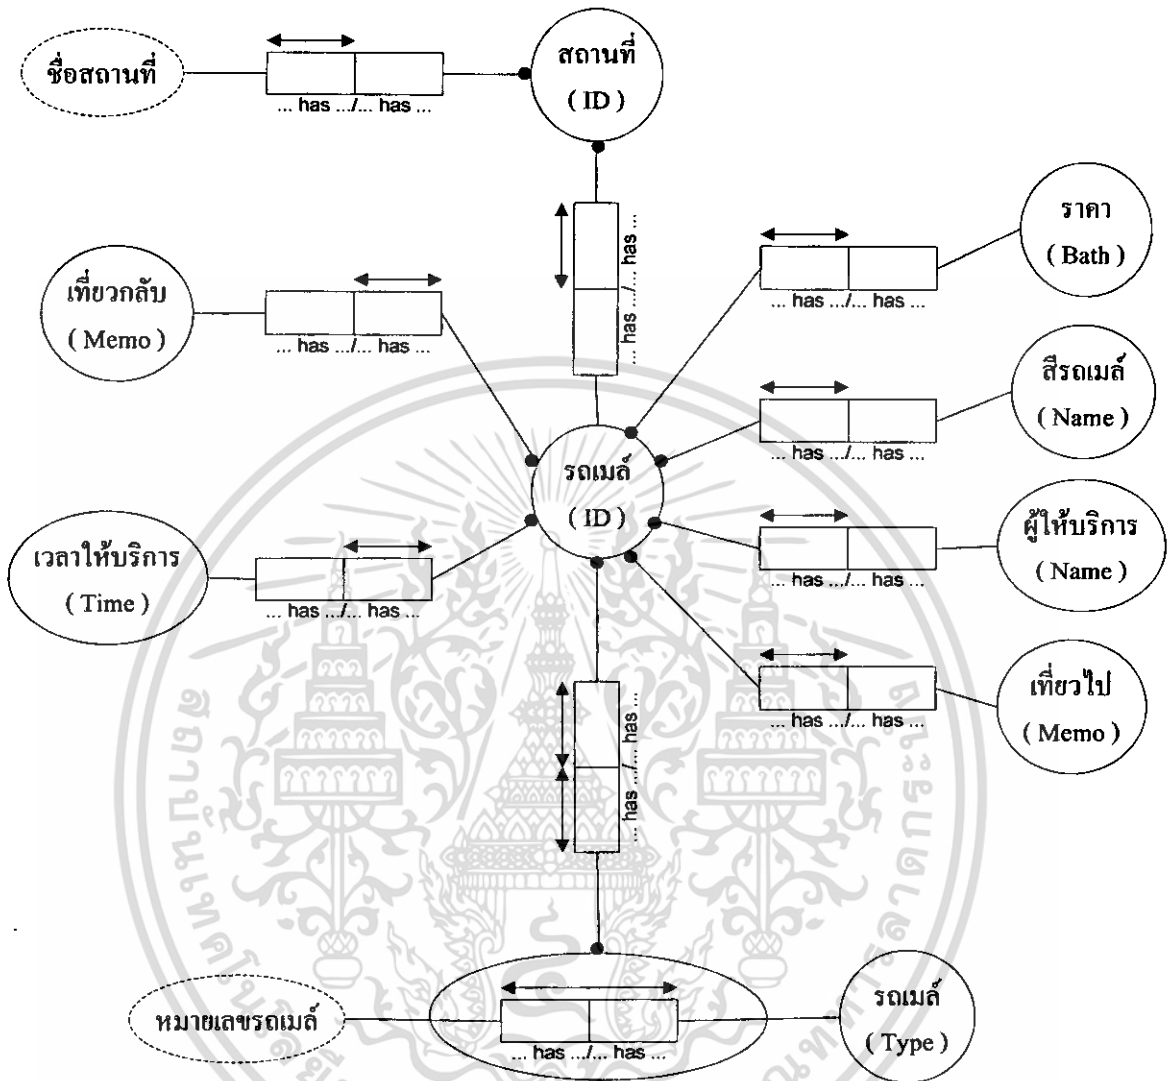 ชื่อสถานที่
... has .../... has ...
สถานที่
( ID )
... has .../... has ...
ราคา
( Bath )
... has .../... has ...
เที่ยวกลับ
( Memo )
... has .../... has ...
สีรถเมล์
( Name )
... has .../... has ...
รถเมล์
( ID )
ผู้ให้บริการ
( Name )
... has .../... has ...
เวลาให้บริการ
( Time )
... has .../... has ...
เที่ยวไป
( Memo )
... has .../... has ...
... has .../... has ...
หมายเลขรถเมล์
... has .../... has ...
รถเมล์
( Type )